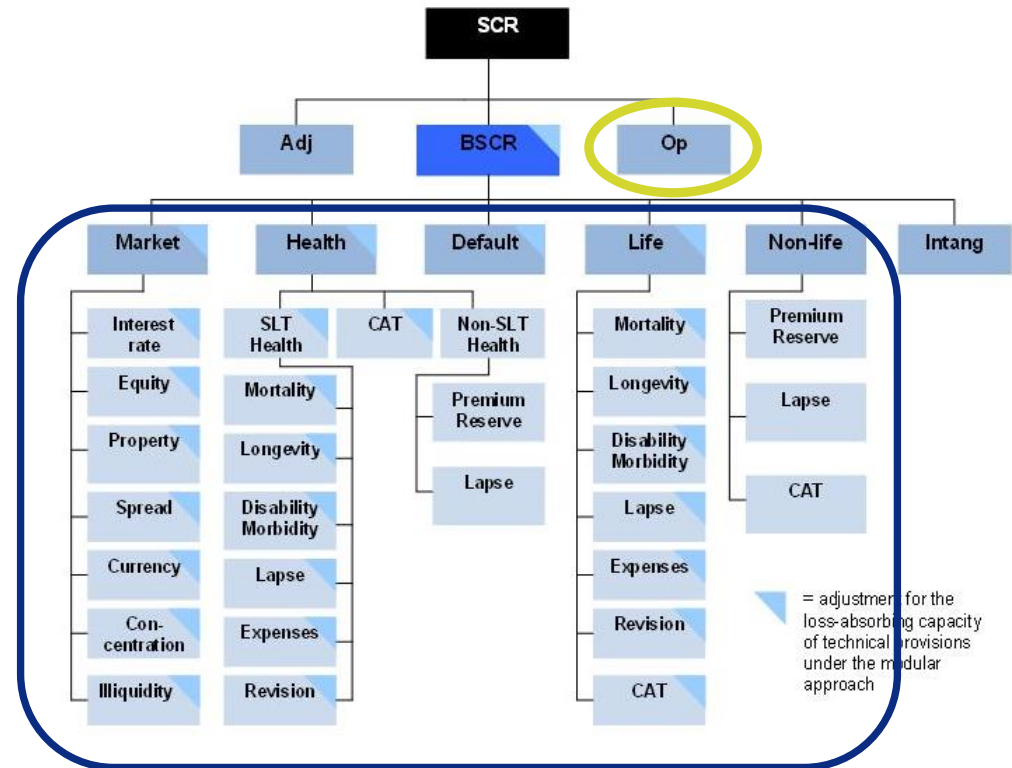 SCR
Adj
BSCR
Op
Market
Health
Default
Life
Non-life
Intang
Interest
rate
Equity
Property
Spread
Currency
Con-
centration
Illiquidity
SLT
Health
CAT
Non-SLT
Health
Mortality
Longevity
Disability
Morbidity
Lapse
Expenses
Revision
Premium
Reserve
Lapse
Mortality
Longevity
Disability
Morbidity
Lapse
Expenses
Revision
CAT
Premium
Reserve
Lapse
CAT
= adjustment for the
loss-absorbing capacity
of technical provisions
under the modular
approach